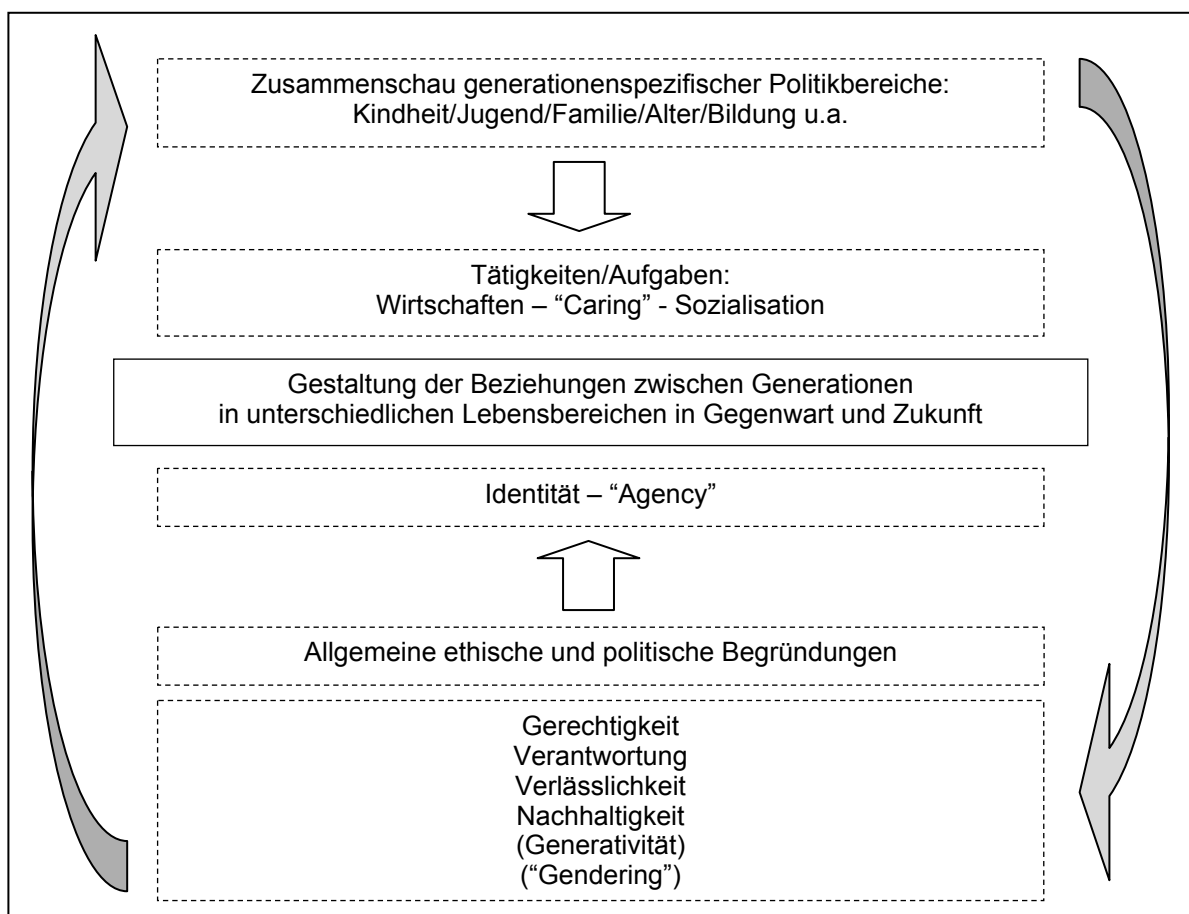 Zusammenschau generationenspezifischer Politikbereiche:
Kindheit/Jugend/Familie/Alter/Bildung u.a.
Tätigkeiten/Aufgaben:
Wirtschaften – “Caring” - Sozialisation
Gestaltung der Beziehungen zwischen Generationen
in unterschiedlichen Lebensbereichen in Gegenwart und Zukunft
Identität – “Agency”
Allgemeine ethische und politische Begründungen
Gerechtigkeit
Verantwortung
Verlässlichkeit
Nachhaltigkeit
(Generativität)
(“Gendering”)